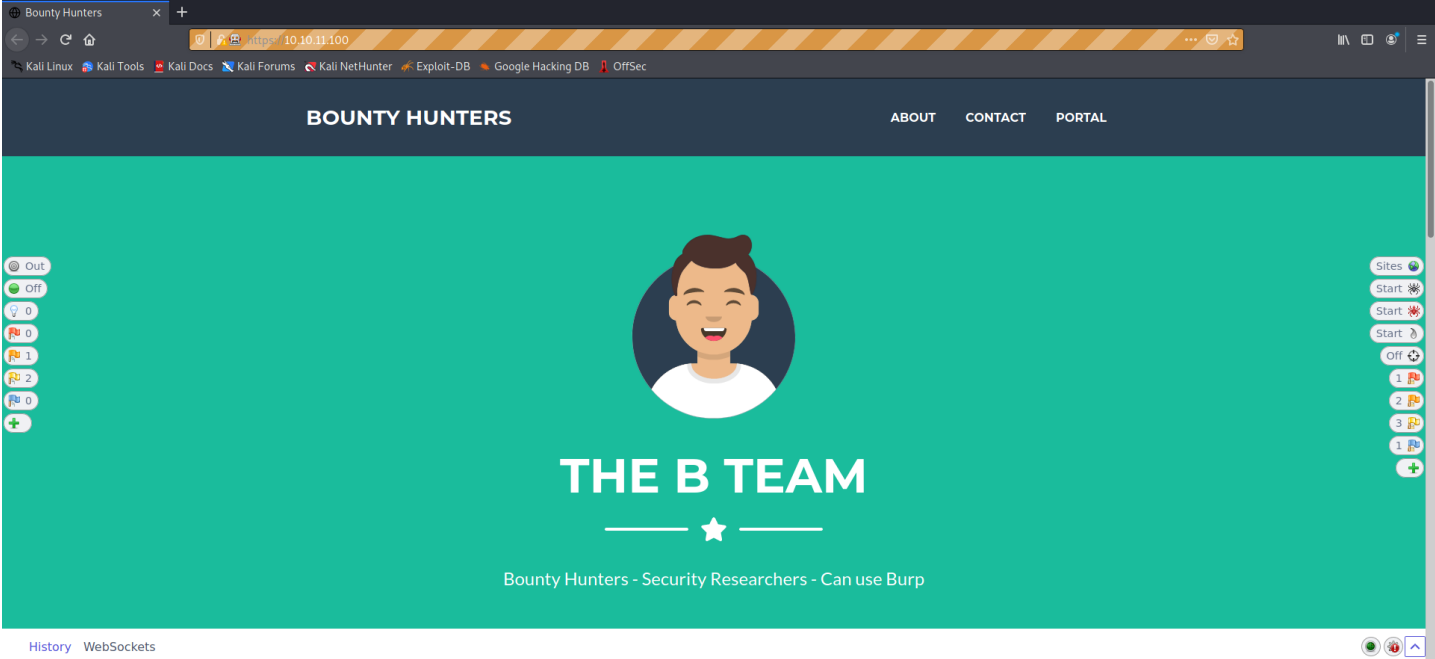 Bounty Hunters
https://10.10.11.100
Kali Linux Kali Tools Kali Docs Kali Forums Kali NetHunter Exploit-DB Google Hacking DB OffSec
BOUNTY HUNTERS ABOUT CONTACT PORTAL
Out Sites
Off Start
0 Start
0 Start
1 Off
2 1
0 2
3
1
THE B TEAM
Bounty Hunters - Security Researchers - Can use Burp
History WebSockets